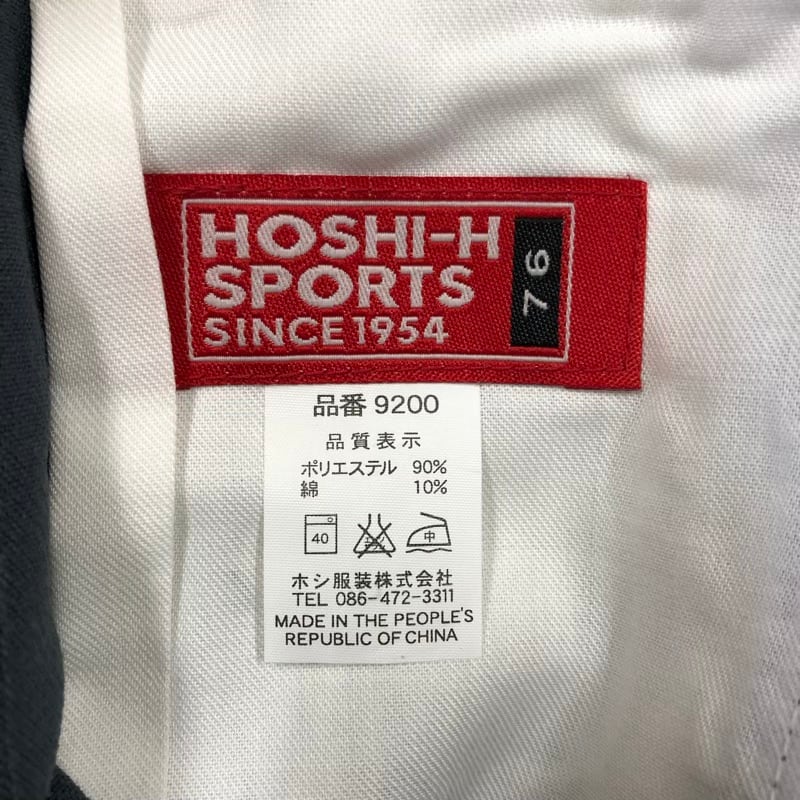 HOSHI-H
SPORTS
SINCE 1954
76
品番 9200
品質表示
ポリエステル 90%
綿 10%
40
中
ホシ服装株式会社
TEL 086-472-3311
MADE IN THE PEOPLE'S
REPUBLIC OF CHINA